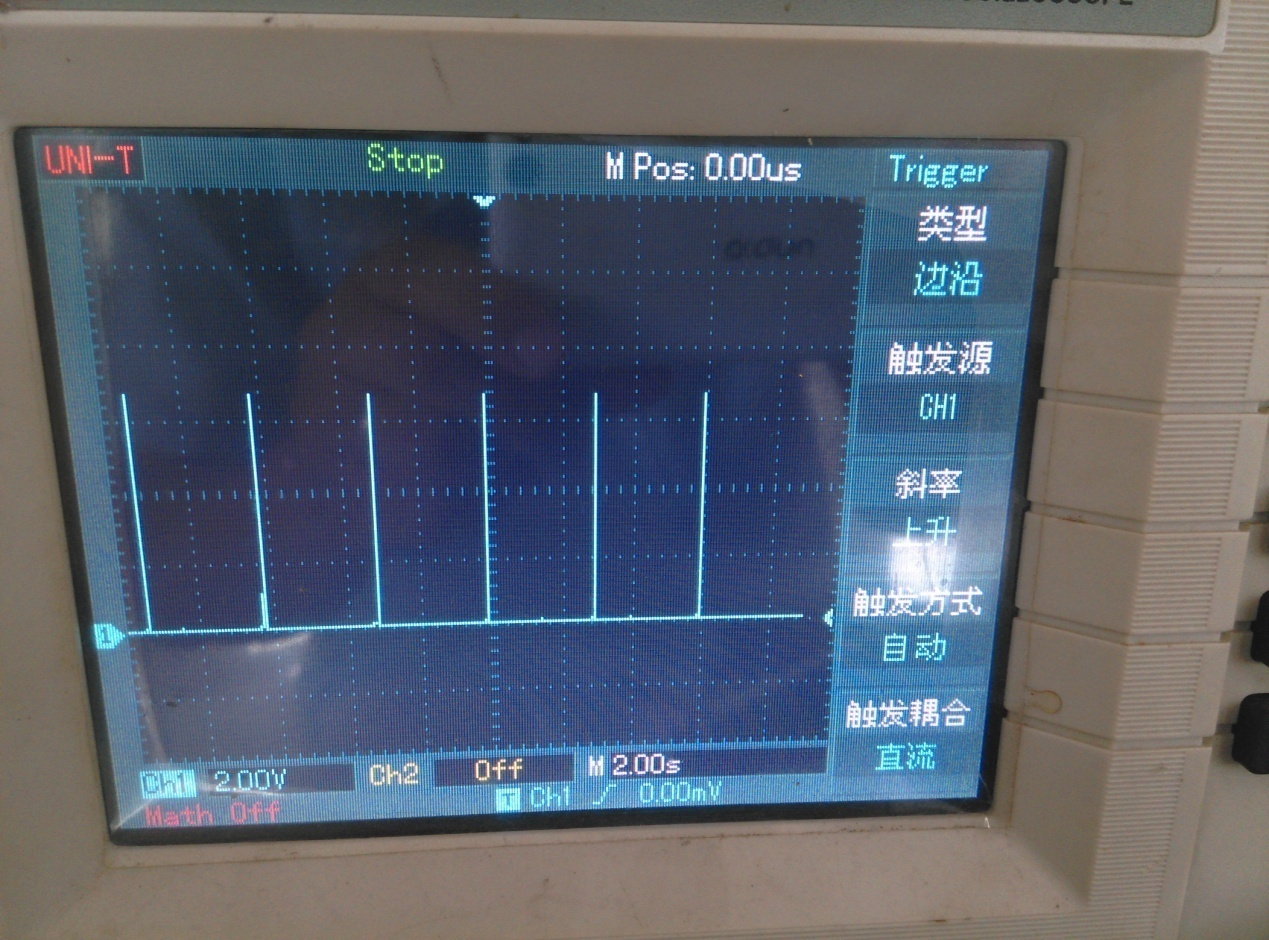 UNI-T Stop M Pos: 0.00us Trigger
类型
边沿
触发源
CH1
斜率
上升
触发方式
自动
触发耦合
直流
1
Ch1 2.00V Ch2 Off M 2.00s
T Ch1 0.00mV
Math Off